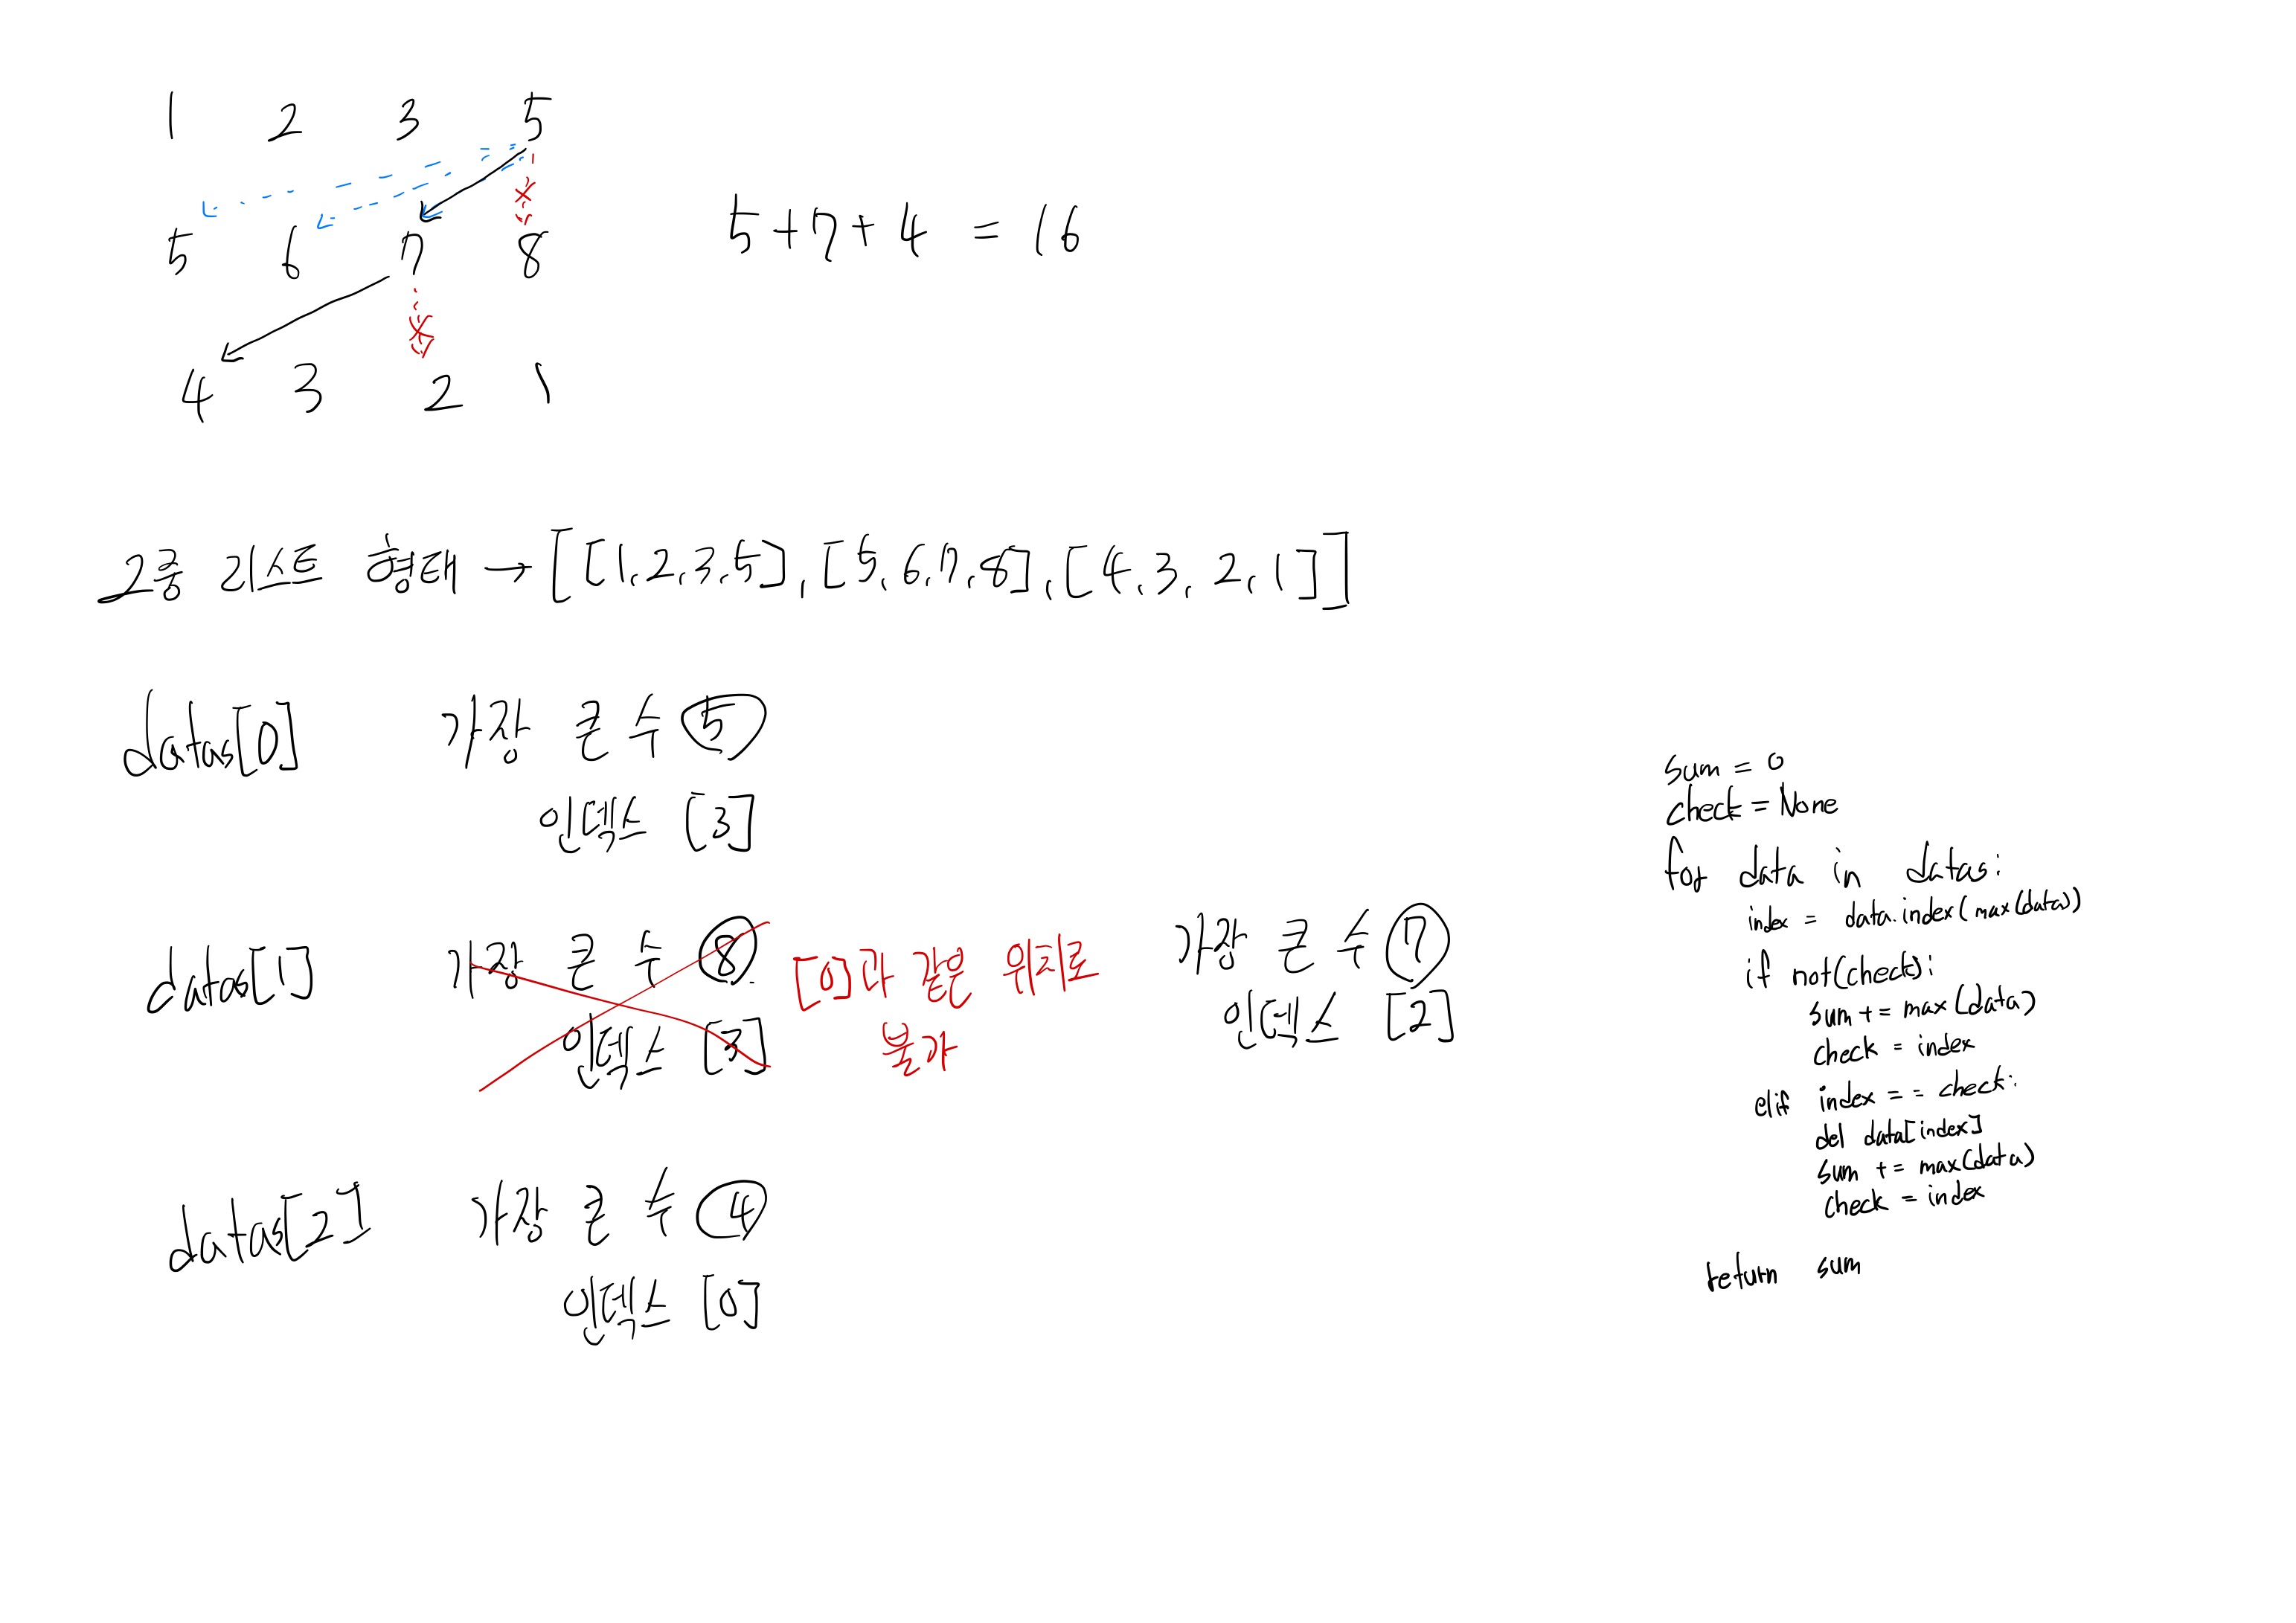 1 2 3 5
5 6 7 8
4 3 2 1
5+7+4 = 16
2중 리스트 형태 → [[1,2,3,5],[5,6,7,8],[4,3,2,1]]
datas[0] 가장 큰 수 5
인덱스 [3]
datas[1] 가장 큰 수 8
인덱스 [3]
[0]과 같은 위치로
불가
가장 큰 수 7
인덱스 [2]
datas[2] 가장 큰 수 4
인덱스 [0]
sum = 0
check = None
for data in datas:
index = data.index(max(data))
if not(check):
sum += max(data)
check = index
elif index == check:
del data[index]
sum += max(data)
check = index
return sum